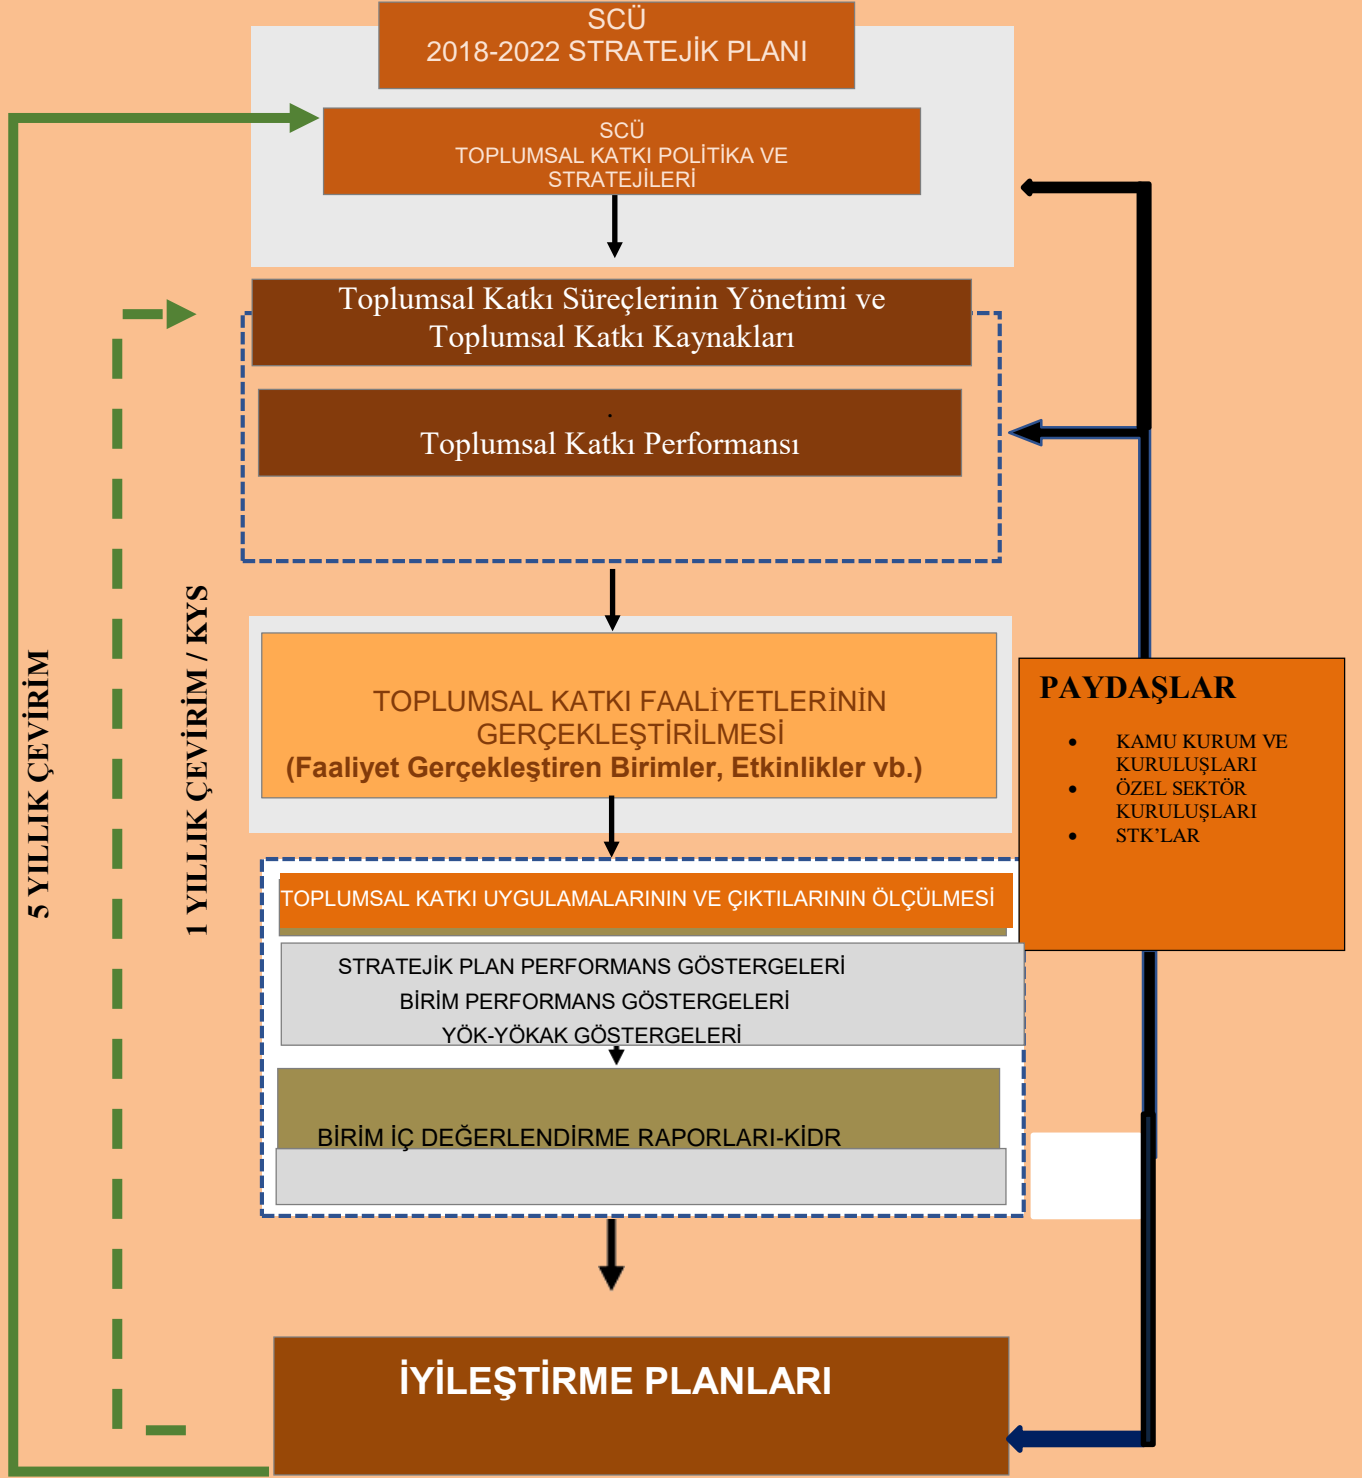 SCÜ
2018-2022 STRATEJİK PLANI
SCÜ
TOPLUMSAL KATKI POLİTİKA VE
STRATEJİLERİ
Toplumsal Katkı Süreçlerinin Yönetimi ve
Toplumsal Katkı Kaynakları
.
Toplumsal Katkı Performansı
5 YILLIK ÇEVİRİM
1 YILLIK ÇEVİRİM / KYS
TOPLUMSAL KATKI FAALİYETLERİNİN
GERÇEKLEŞTİRİLMESİ
(Faaliyet Gerçekleştiren Birimler, Etkinlikler vb.)
PAYDAŞLAR
• KAMU KURUM VE
KURULUŞLARI
• ÖZEL SEKTÖR
KURULUŞLARI
• STK’LAR
TOPLUMSAL KATKI UYGULAMALARININ VE ÇIKTILARININ ÖLÇÜLMESİ
STRATEJİK PLAN PERFORMANS GÖSTERGELERİ
BİRİM PERFORMANS GÖSTERGELERİ
YÖK-YÖKAK GÖSTERGELERİ
BİRİM İÇ DEĞERLENDİRME RAPORLARI-KİDR
İYİLEŞTİRME PLANLARI